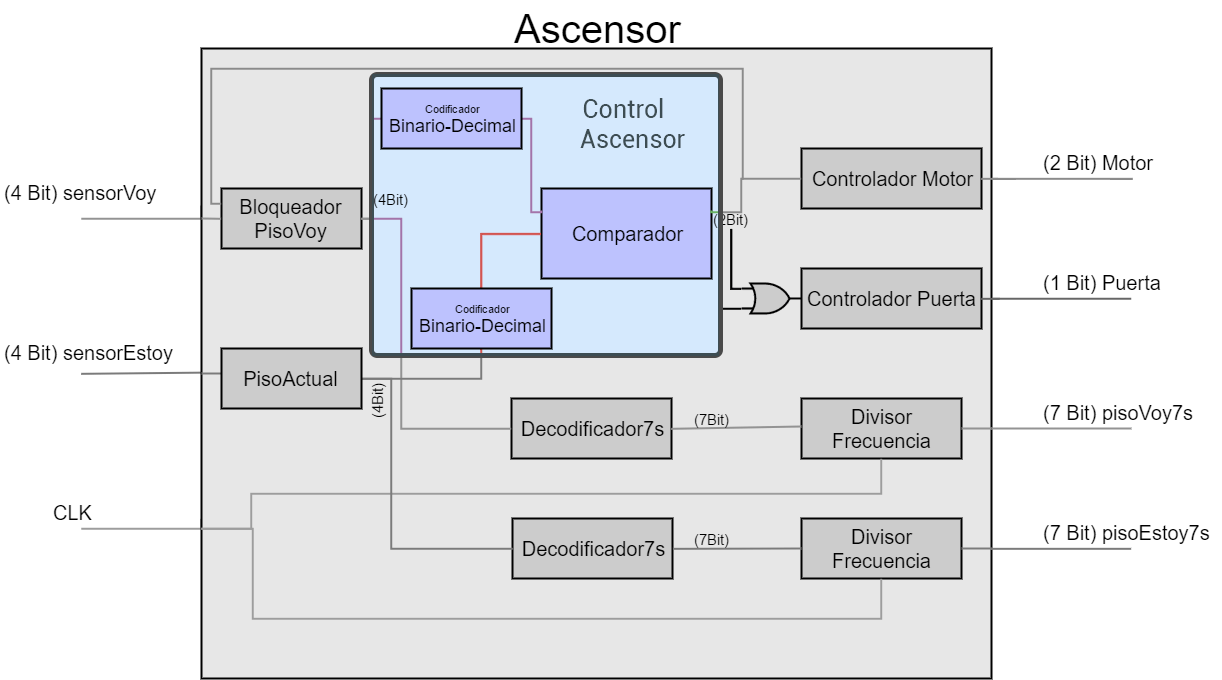 Ascensor
Codificador
Binario-Decimal
Control
Ascensor
(4 Bit) sensorVoy
Bloqueador
PisoVoy
(4Bit)
Comparador
(2Bit)
Controlador Motor
(2 Bit) Motor
Codificador
Binario-Decimal
Controlador Puerta
(1 Bit) Puerta
(4 Bit) sensorEstoy
PisoActual
(4Bit)
Decodificador7s
(7Bit)
Divisor
Frecuencia
(7 Bit) pisoVoy7s
CLK
Decodificador7s
(7Bit)
Divisor
Frecuencia
(7 Bit) pisoEstoy7s